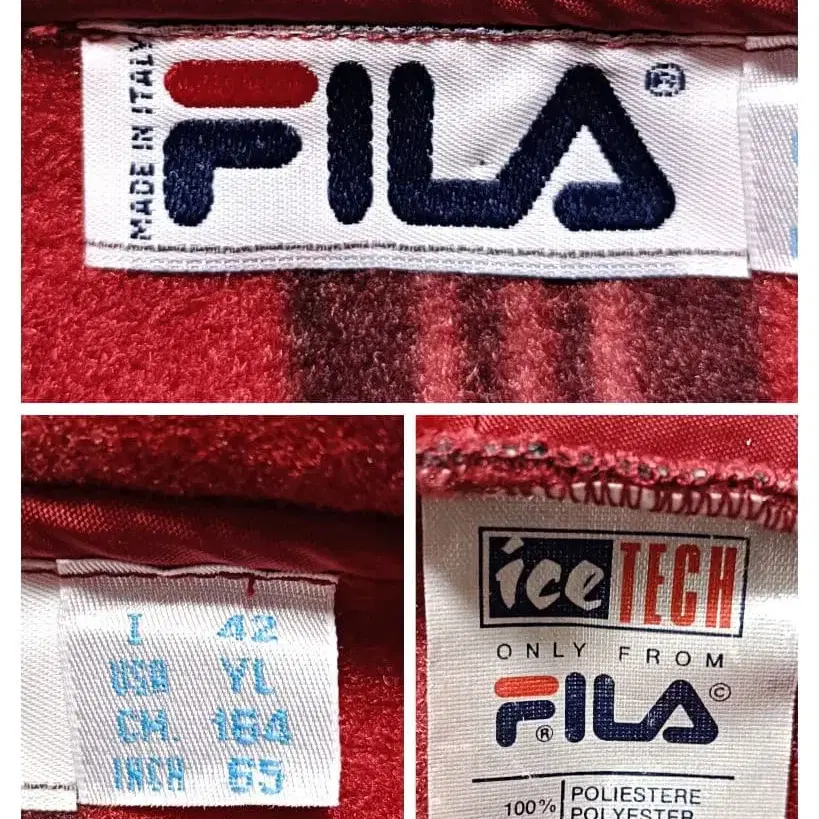 MADE IN ITALY
FILA ®
I 42
USA YL
CM. 164
INCH 65
ice TECH
ONLY FROM
FILA ® ©
100% POLIESTERE
POLYESTER